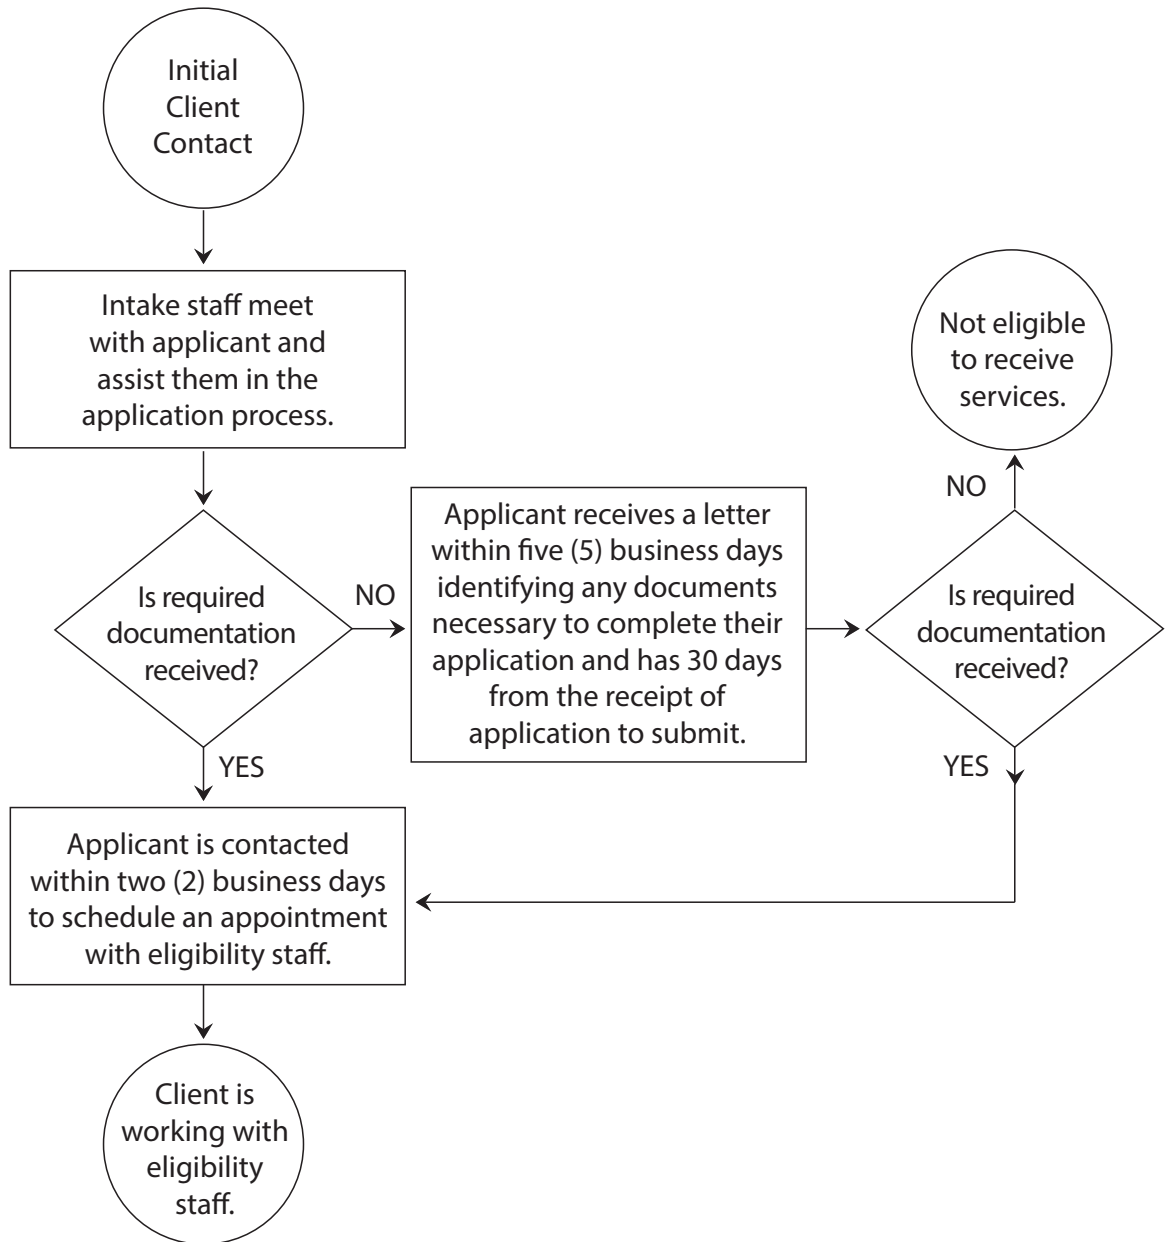 Initial
Client
Contact
Intake staff meet
with applicant and
assist them in the
application process.
Is required
documentation
received?
NO
Applicant receives a letter
within five (5) business days
identifying any documents
necessary to complete their
application and has 30 days
from the receipt of
application to submit.
Is required
documentation
received?
NO
Not eligible
to receive
services.
YES
YES
Applicant is contacted
within two (2) business days
to schedule an appointment
with eligibility staff.
Client is
working with
eligibility
staff.